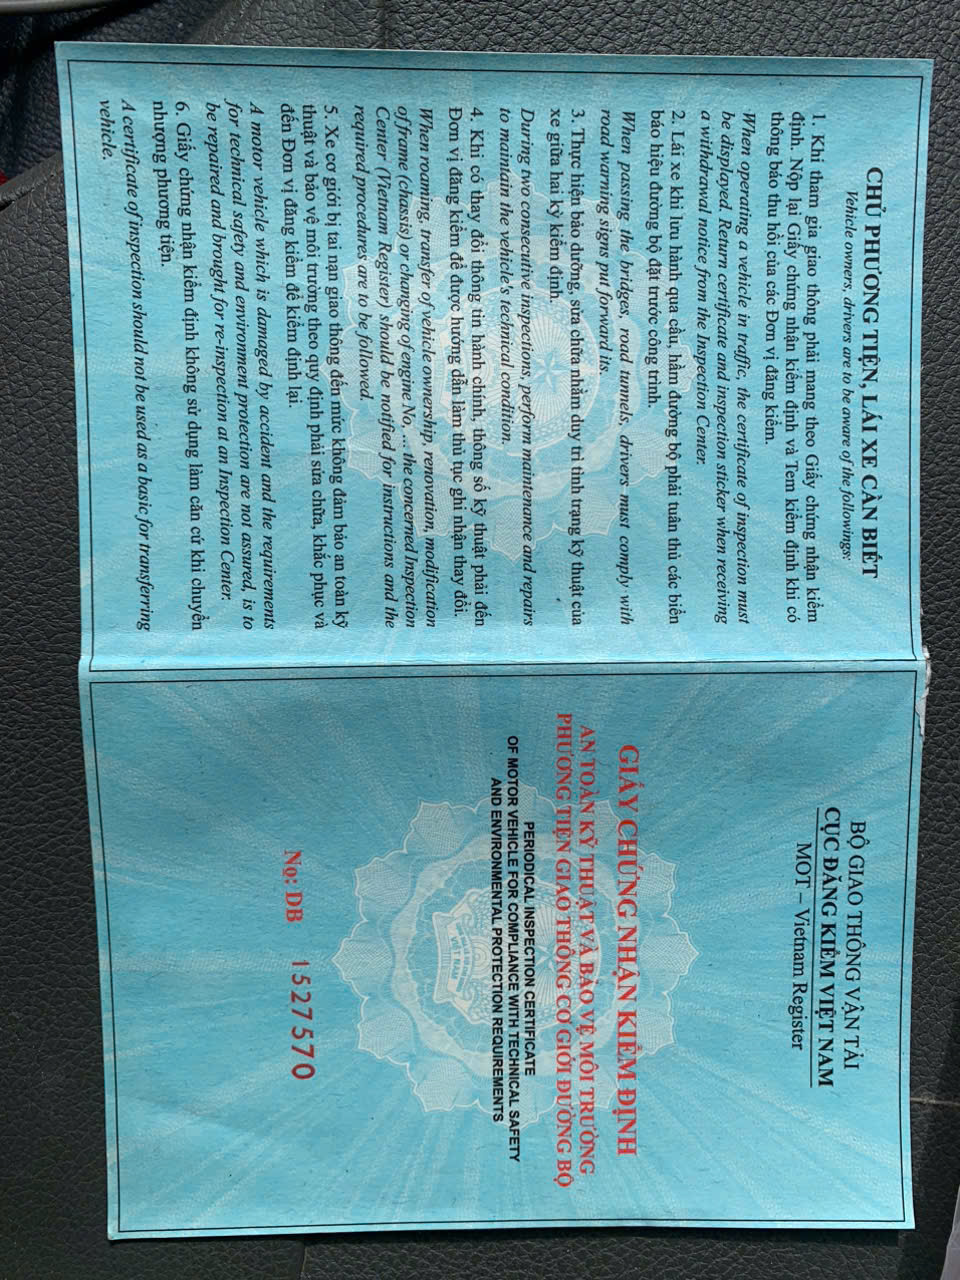 CHỦ PHƯƠNG TIỆN, LÁI XE CẦN BIẾT
Vehicle owners, drivers are to be aware of the followings:
1. Khi tham gia giao thông phải mang theo Giấy chứng nhận kiểm
định. Nộp lại Giấy chứng nhận kiểm định và Tem kiểm định khi có
thông báo thu hồi của các Đơn vị đăng kiểm.
When operating a vehicle in traffic, the certificate of inspection must
be displayed. Return certificate and inspection sticker when receiving
a withdrawal notice from the Inspection Center.
2. Lái xe khi lưu hành qua cầu, hầm đường bộ phải tuân thủ các biển
báo hiệu đường bộ đặt trước công trình.
When passing the bridges, road tunnels, drivers must comply with
road warning signs put forward its.
3. Thực hiện bảo dưỡng, sửa chữa nhằm duy trì tình trạng kỹ thuật của
xe giữa hai kỳ kiểm định.
During two consecutive inspections, perform maintenance and repairs
to maintain the vehicle's technical condition.
4. Khi có thay đổi thông tin hành chính, thông số kỹ thuật phải đến
Đơn vị đăng kiểm để được hướng dẫn làm thủ tục ghi nhận thay đổi.
When roaming, transfer of vehicle ownership, renovation, modification
of frame (chassis) or changing of engine No, ... the concerned Inspection
Center (Vietnam Register) should be notified for instructions and the
required procedures are to be followed.
5. Xe cơ giới bị tai nạn giao thông đến mức không đảm bảo an toàn kỹ
thuật và bảo vệ môi trường theo quy định phải sửa chữa, khắc phục và
đến Đơn vị đăng kiểm để kiểm định lại.
A motor vehicle which is damaged by accident and the requirements
for technical safety and environment protection are not assured, is to
be repaired and brought for re-inspection at an Inspection Center.
6. Giấy chứng nhận kiểm định không sử dụng làm căn cứ khi chuyển
nhượng phương tiện.
A certificate of inspection should not be used as a basic for transferring
vehicle.
BỘ GIAO THÔNG VẬN TẢI
CỤC ĐĂNG KIỂM VIỆT NAM
MOT – Vietnam Register
GIẤY CHỨNG NHẬN KIỂM ĐỊNH
AN TOÀN KỸ THUẬT VÀ BẢO VỆ MÔI TRƯỜNG
PHƯƠNG TIỆN GIAO THÔNG CƠ GIỚI ĐƯỜNG BỘ
PERIODICAL INSPECTION CERTIFICATE
OF MOTOR VEHICLE FOR COMPLIANCE WITH TECHNICAL SAFETY
AND ENVIRONMENTAL PROTECTION REQUIREMENTS
VIỆT NAM
No: DB 1527570